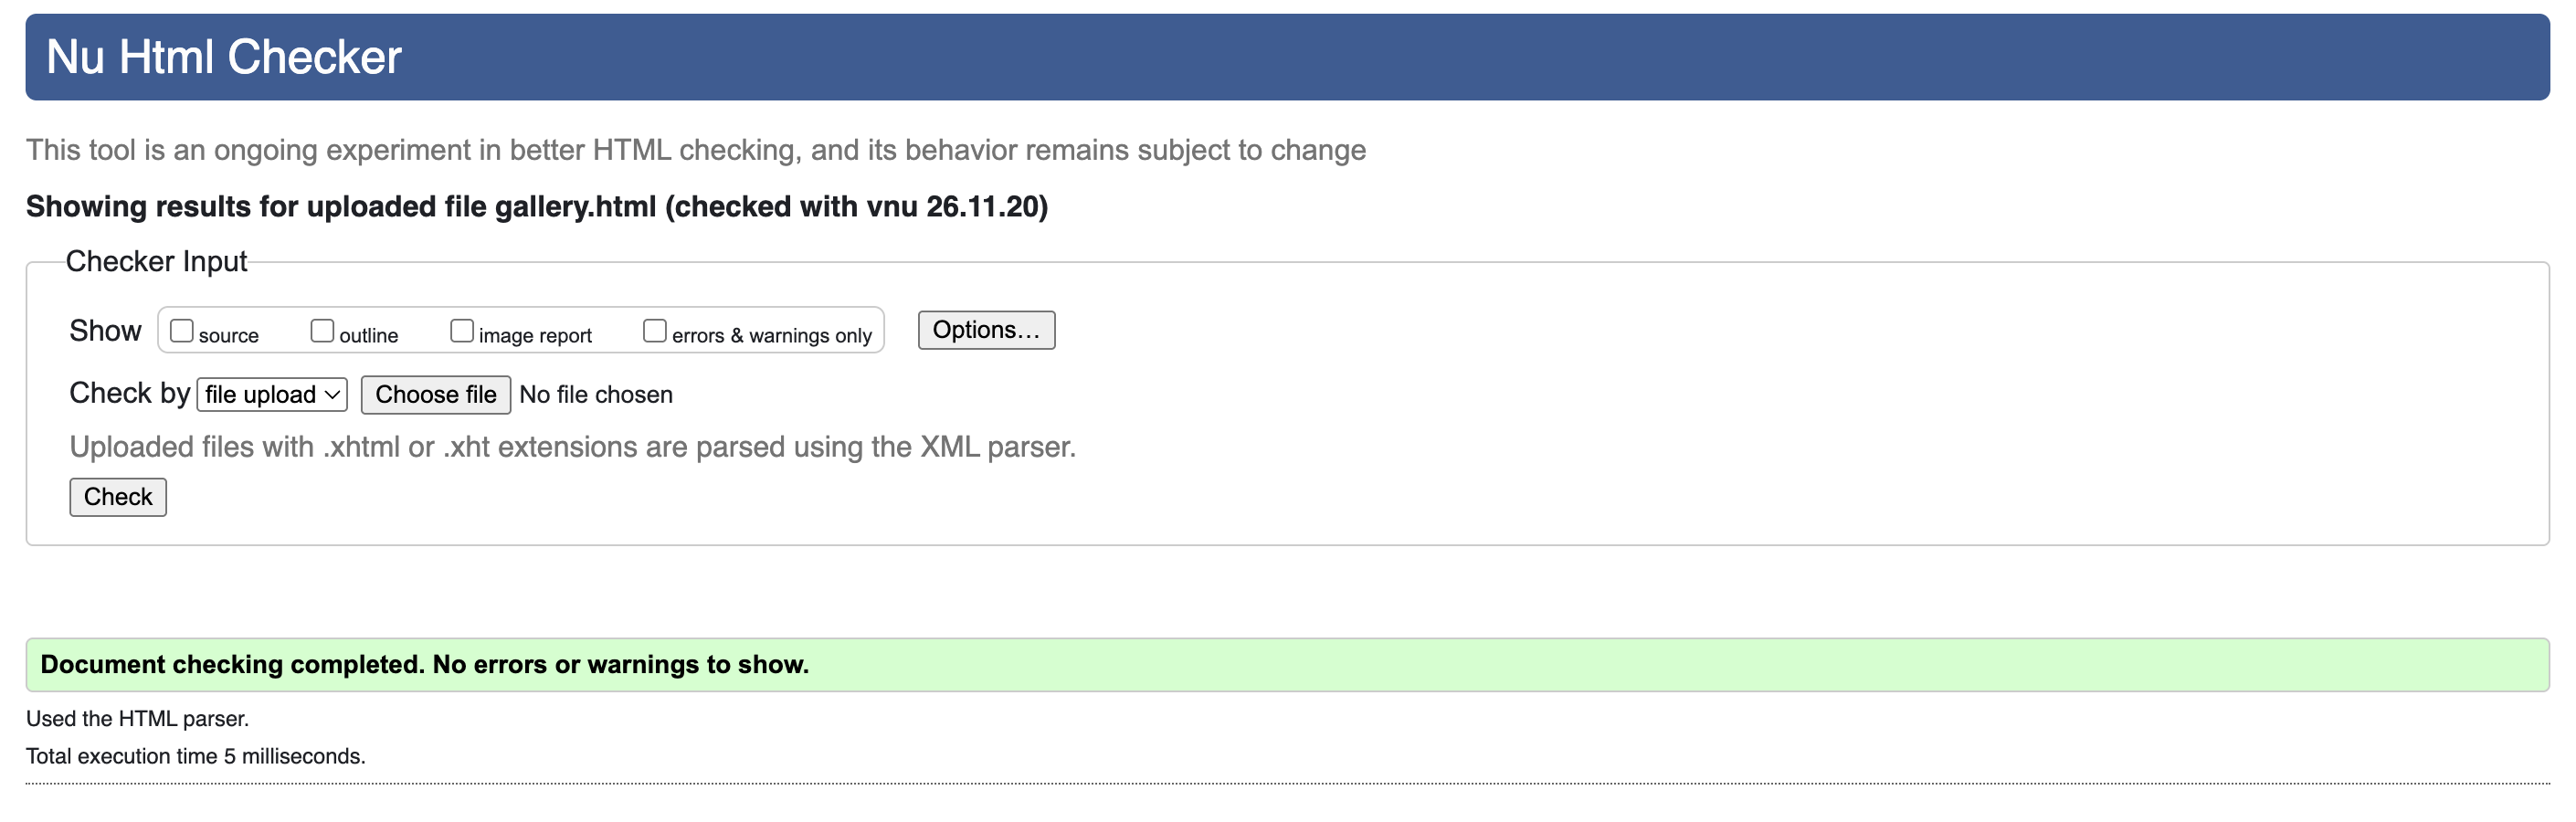 Nu Html Checker
This tool is an ongoing experiment in better HTML checking, and its behavior remains subject to change
Showing results for uploaded file gallery.html (checked with vnu 26.11.20)
Checker Input
Show source outline image report errors & warnings only Options…
Check by file upload Choose file No file chosen
Uploaded files with .xhtml or .xht extensions are parsed using the XML parser.
Check
Document checking completed. No errors or warnings to show.
Used the HTML parser.
Total execution time 5 milliseconds.